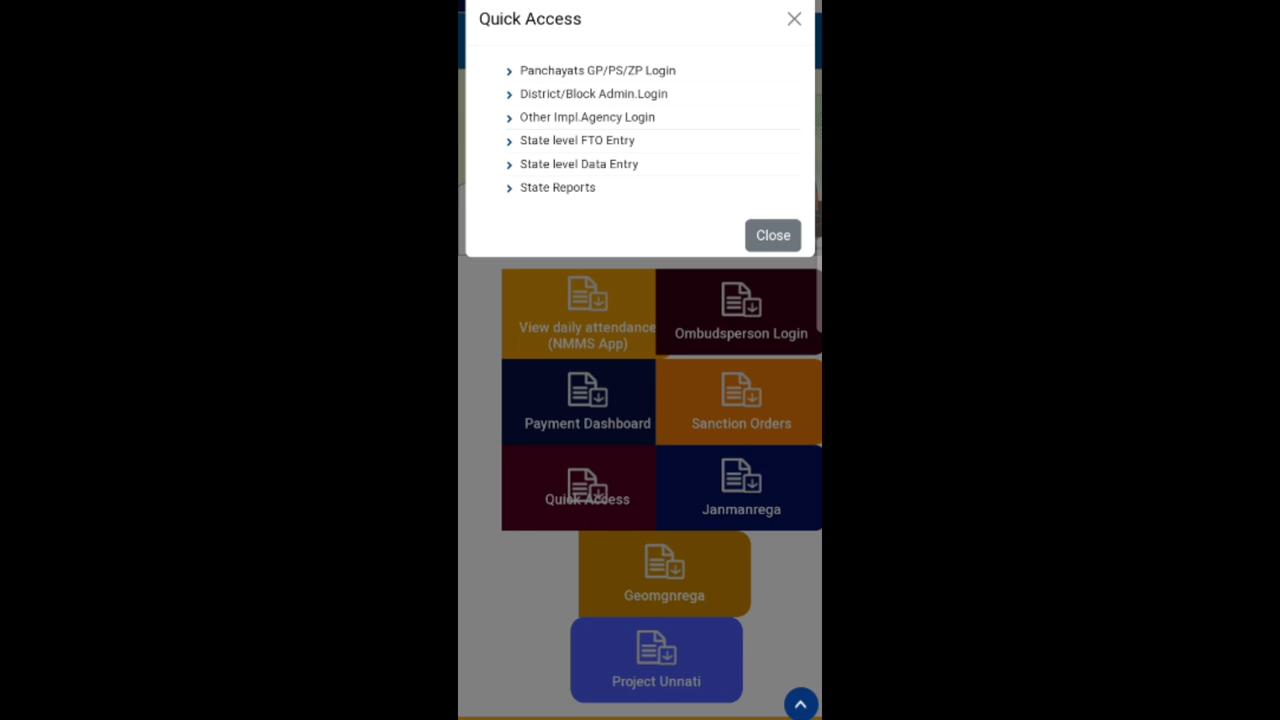 Quick Access
Panchayats GP/PS/ZP Login
District/Block Admin.Login
Other Impl.Agency Login
State level FTO Entry
State level Data Entry
State Reports
Close
View daily attendance
(NMMS App)
Ombudsperson Login
Payment Dashboard
Sanction Orders
Quick Access
Janmanrega
Geomgnrega
Project Unnati